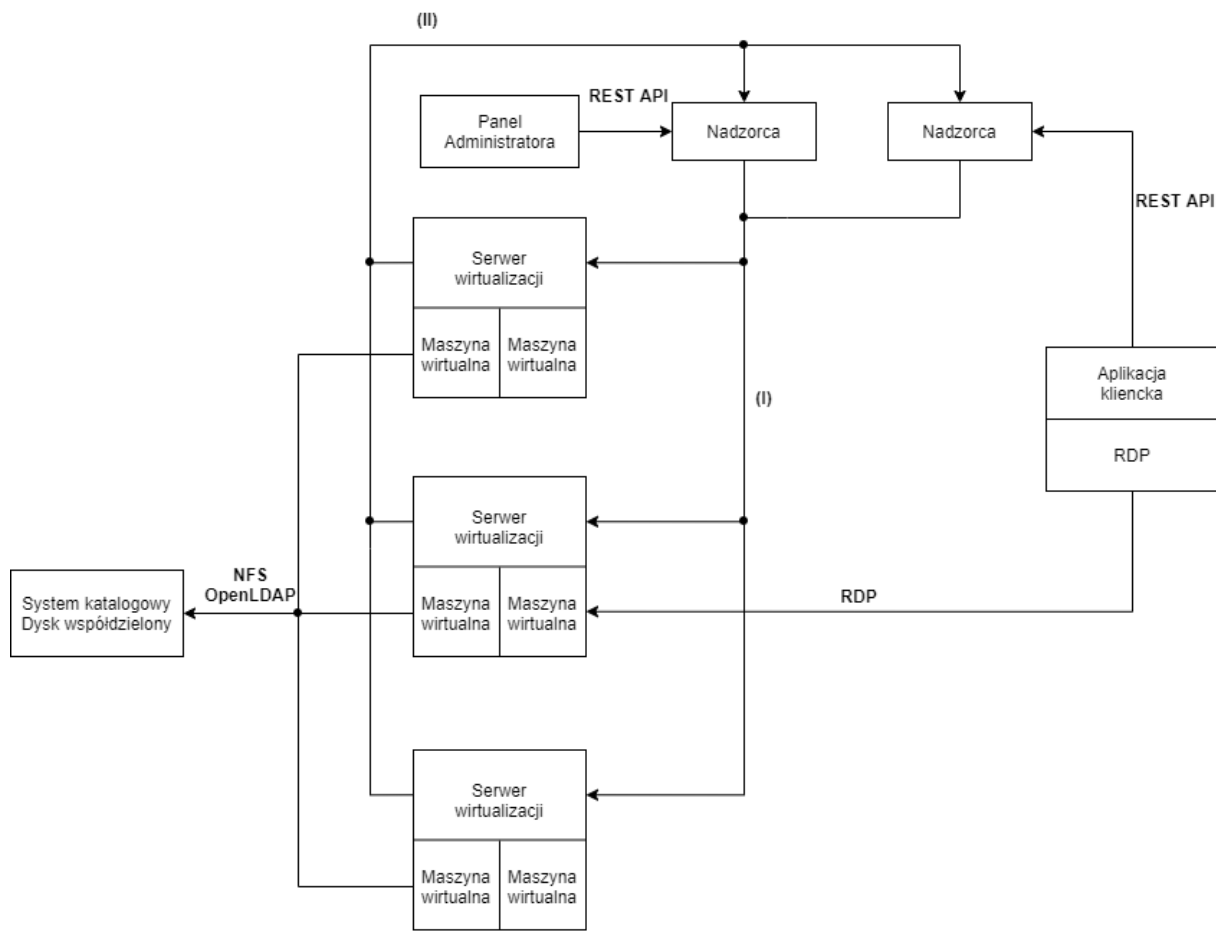 (II)
REST API
Panel
Administratora
Nadzorca
Nadzorca
REST API
Serwer
wirtualizacji
Maszyna
wirtualna
Maszyna
wirtualna
(I)
Aplikacja
kliencka
RDP
Serwer
wirtualizacji
Maszyna
wirtualna
Maszyna
wirtualna
NFS
OpenLDAP
System katalogowy
Dysk współdzielony
RDP
Serwer
wirtualizacji
Maszyna
wirtualna
Maszyna
wirtualna